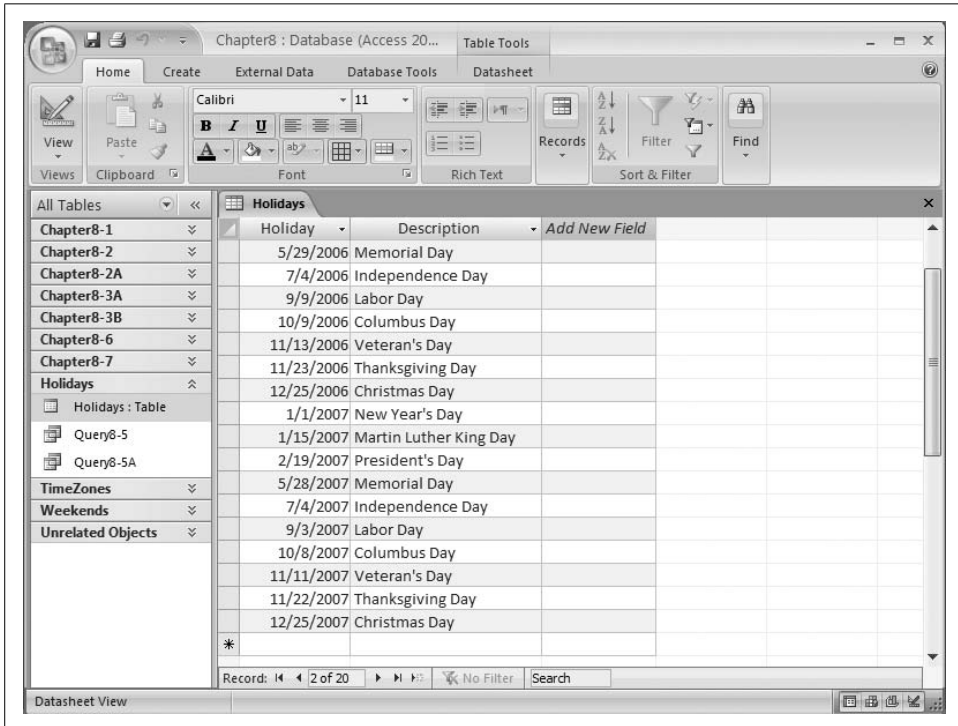 Chapter8 : Database (Access 20...
Table Tools
Home Create External Data Database Tools Datasheet
View
Paste
Calibri 11
B I U
A ab
Records
A Z
Z A
A Z
Filter
Find
Views Clipboard Font Rich Text Sort & Filter
All Tables
Chapter8-1
Chapter8-2
Chapter8-2A
Chapter8-3A
Chapter8-3B
Chapter8-6
Chapter8-7
Holidays
Holidays : Table
Query8-5
Query8-5A
TimeZones
Weekends
Unrelated Objects
Holidays
Holiday Description Add New Field
5/29/2006 Memorial Day
7/4/2006 Independence Day
9/9/2006 Labor Day
10/9/2006 Columbus Day
11/13/2006 Veteran's Day
11/23/2006 Thanksgiving Day
12/25/2006 Christmas Day
1/1/2007 New Year's Day
1/15/2007 Martin Luther King Day
2/19/2007 President's Day
5/28/2007 Memorial Day
7/4/2007 Independence Day
9/3/2007 Labor Day
10/8/2007 Columbus Day
11/11/2007 Veteran's Day
11/22/2007 Thanksgiving Day
12/25/2007 Christmas Day
Record: 2 of 20 No Filter Search
Datasheet View